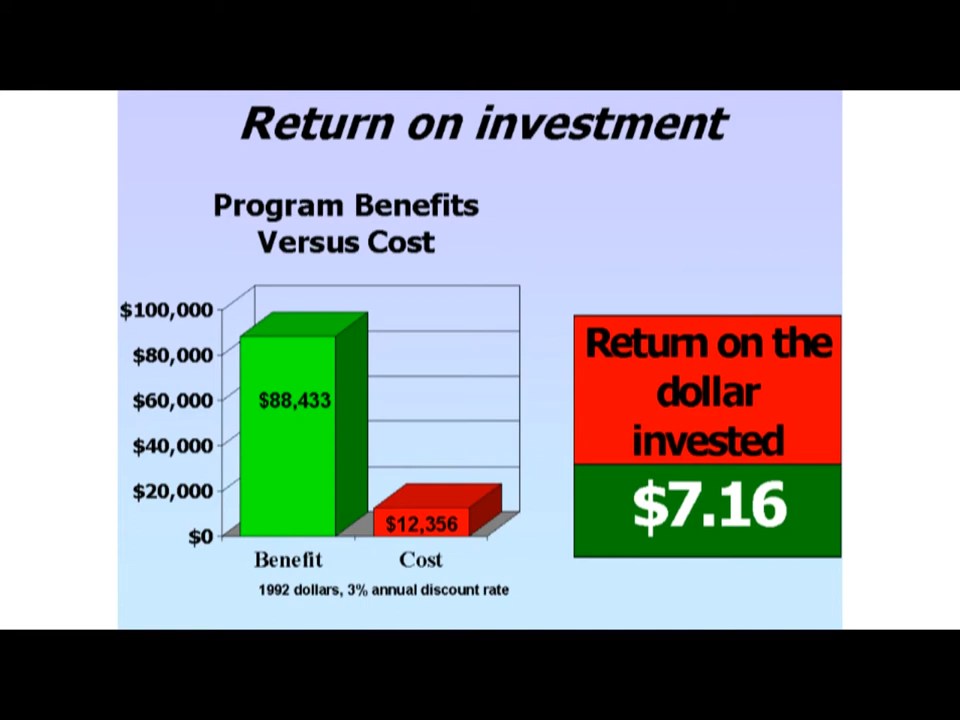 Return on investment
Program Benefits
Versus Cost
$100,000
$80,000
$60,000
$40,000
$20,000
$0
$88,433
$12,356
Benefit Cost
1992 dollars, 3% annual discount rate
Return on the
dollar
invested
$7.16